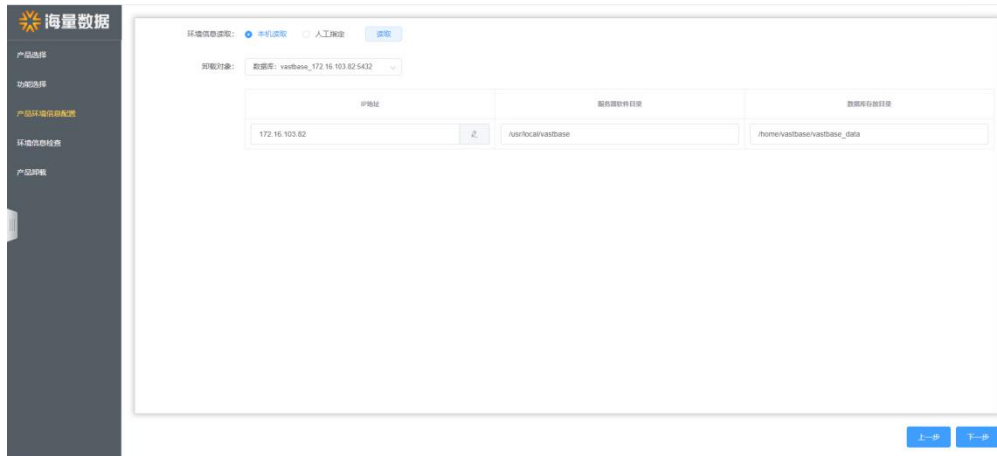 海量数据
产品选择
功能选择
产品环境信息配置
环境信息检查
产品卸载
环境信息读取: 本机读取 人工指定 读取
卸载对象: 数据库: vastbase_172.16.103.82:5432
IP地址 服务器软件目录 数据库存放目录
172.16.103.82 /usr/local/vastbase /home/vastbase/vastbase_data
上一步 下一步